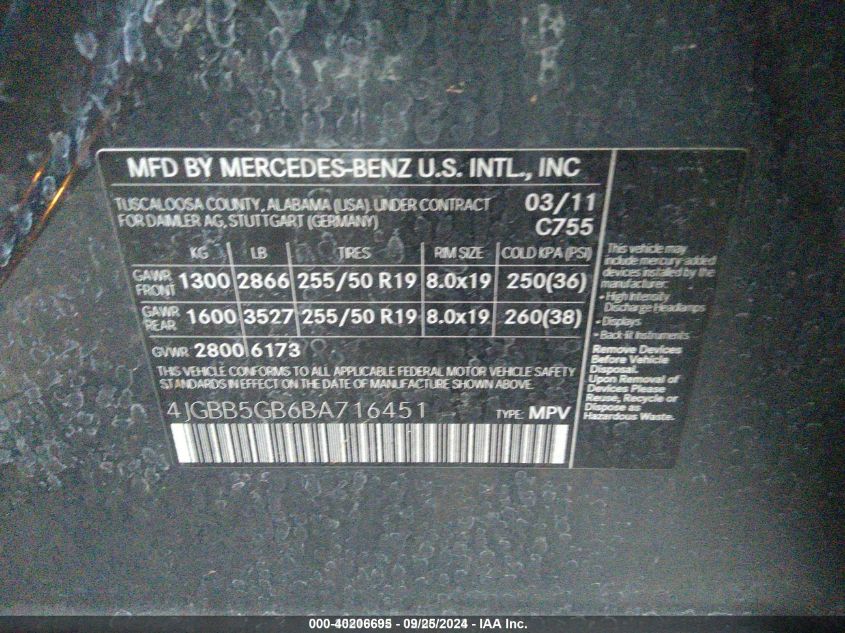 MFD BY MERCEDES-BENZ U.S. INTL., INC
TUSCALOOSA COUNTY, ALABAMA (USA) UNDER CONTRACT
FOR DAIMLER AG, STUTTGART (GERMANY)
03/11
C755
KG LB TIRES RIM SIZE COLD KPA (PSI)
GAWR FRONT 1300 2866 255/50 R19 8.0x19 250(36)
GAWR REAR 1600 3527 255/50 R19 8.0x19 260(38)
GVWR 2800 6173
THIS VEHICLE CONFORMS TO ALL APPLICABLE FEDERAL MOTOR VEHICLE SAFETY
STANDARDS IN EFFECT ON THE DATE OF MANUFACTURE SHOWN ABOVE.
4JGBB5GB6BA716451 TYPE: MPV
This vehicle may
include mercury added
devices installed by the
manufacturer:
• High Intensity
Discharge Headlamps
• Displays
• Back-lit Instruments
Remove Devices
Before Vehicle
Disposal.
Upon Removal of
Devices Please
Reuse, Recycle or
Dispose as
Hazardous Waste.
000-40206695 - 09/25/2024 - IAA Inc.